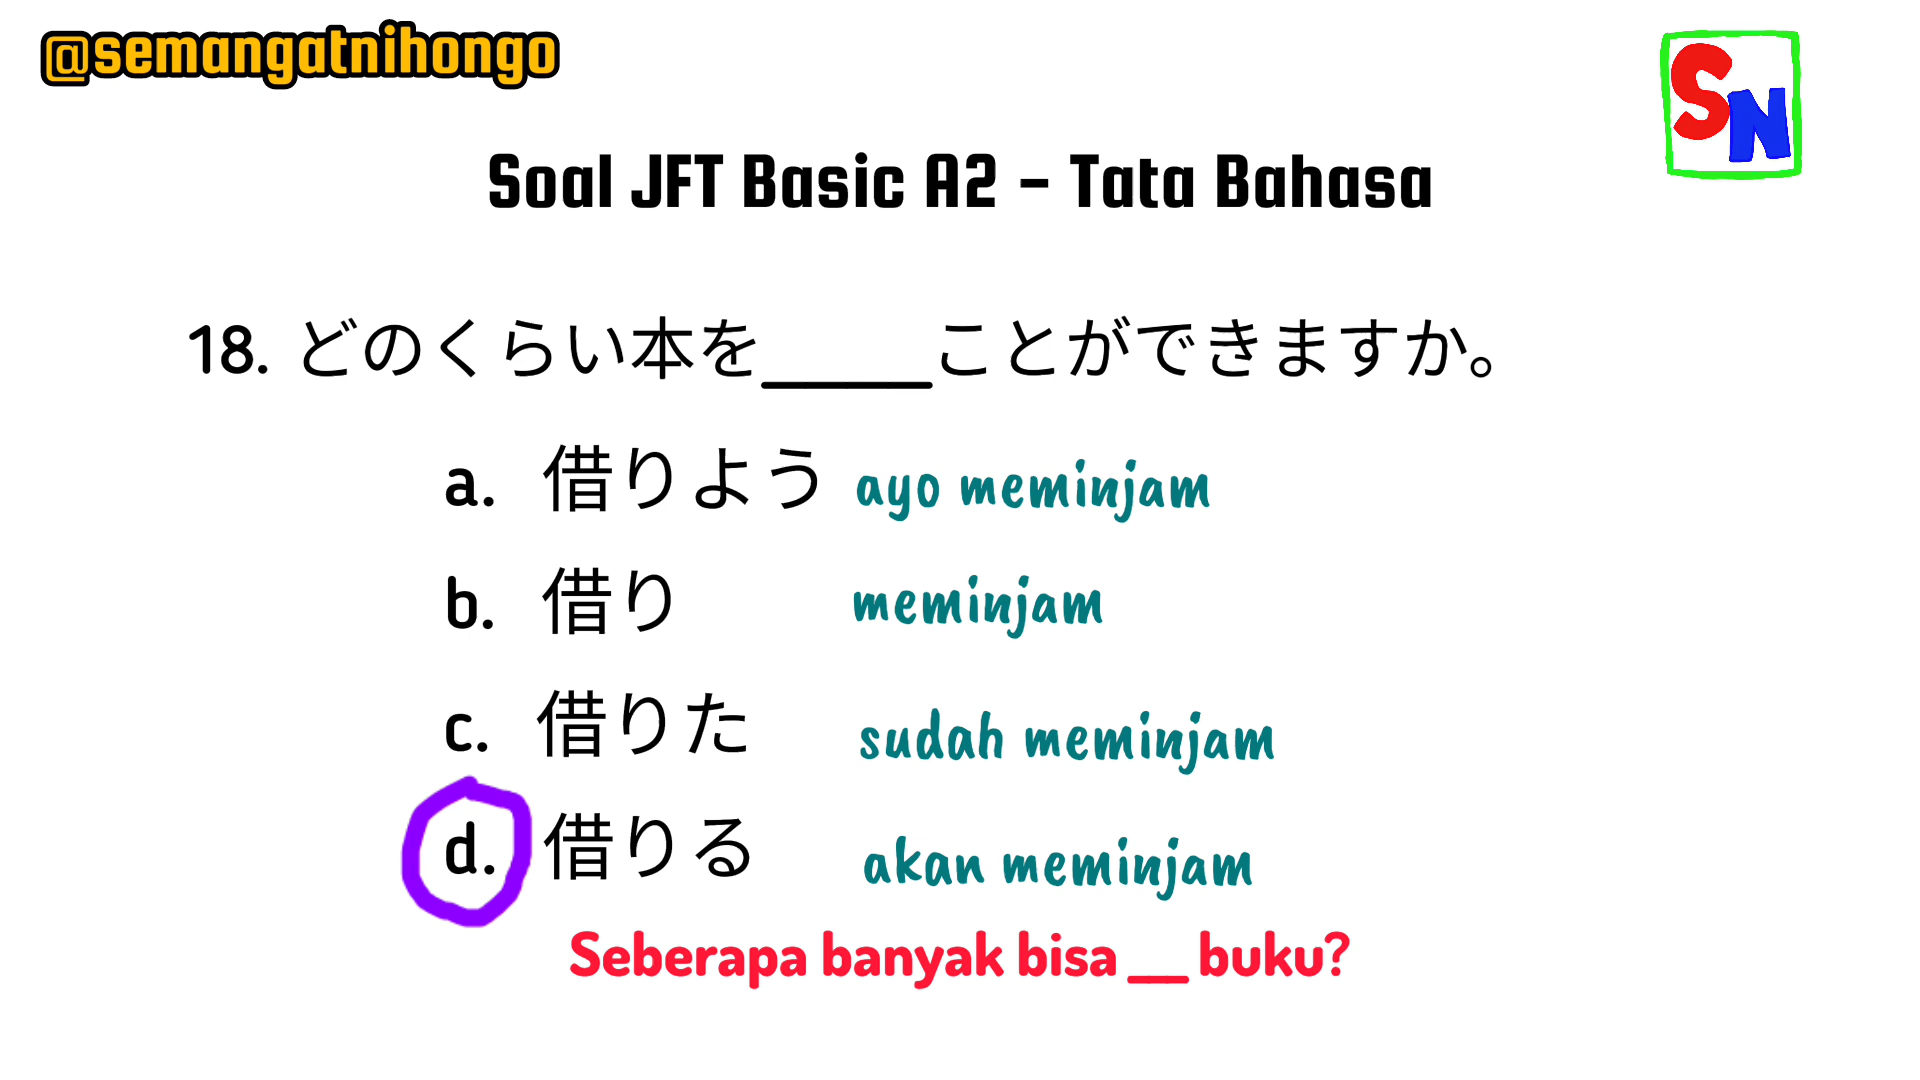 @semangatnihongo
SN
Soal JFT Basic A2 – Tata Bahasa
18. どのくらい本を_____ことができますか。
a. 借りよう ayo meminjam
b. 借り meminjam
c. 借りた sudah meminjam
d. 借りる akan meminjam
Seberapa banyak bisa __ buku?